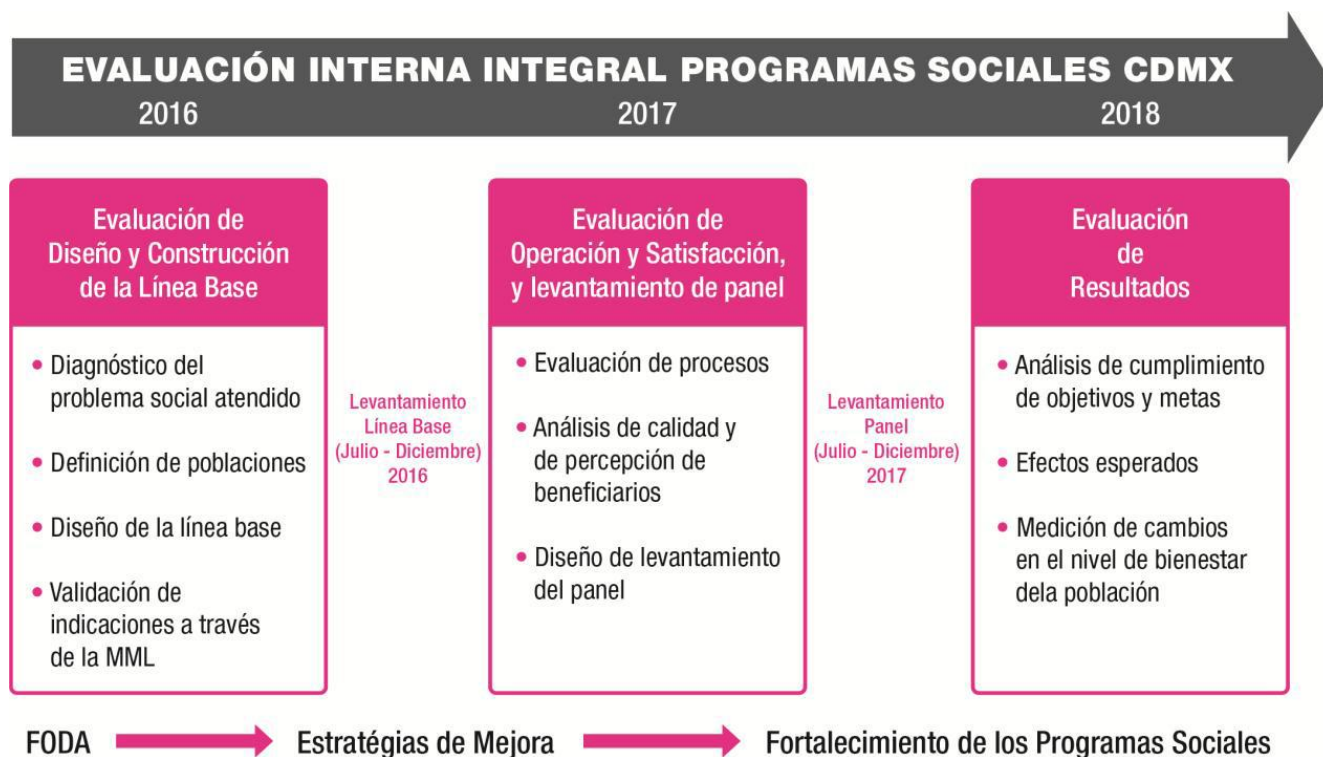 EVALUACIÓN INTERNA INTEGRAL PROGRAMAS SOCIALES CDMX
2016
2017
2018
Evaluación de
Diseño y Construcción
de la Línea Base
• Diagnóstico del
problema social atendido
• Definición de poblaciones
• Diseño de la línea base
• Validación de
indicaciones a través
de la MML
Levantamiento
Línea Base
(Julio - Diciembre)
2016
Evaluación de
Operación y Satisfacción,
y levantamiento de panel
• Evaluación de procesos
• Análisis de calidad y
de percepción de
beneficiarios
• Diseño de levantamiento
del panel
Levantamiento
Panel
(Julio - Diciembre)
2017
Evaluación
de
Resultados
• Análisis de cumplimiento
de objetivos y metas
• Efectos esperados
• Medición de cambios
en el nivel de bienestar
dela población
FODA
Estratégias de Mejora
Fortalecimiento de los Programas Sociales